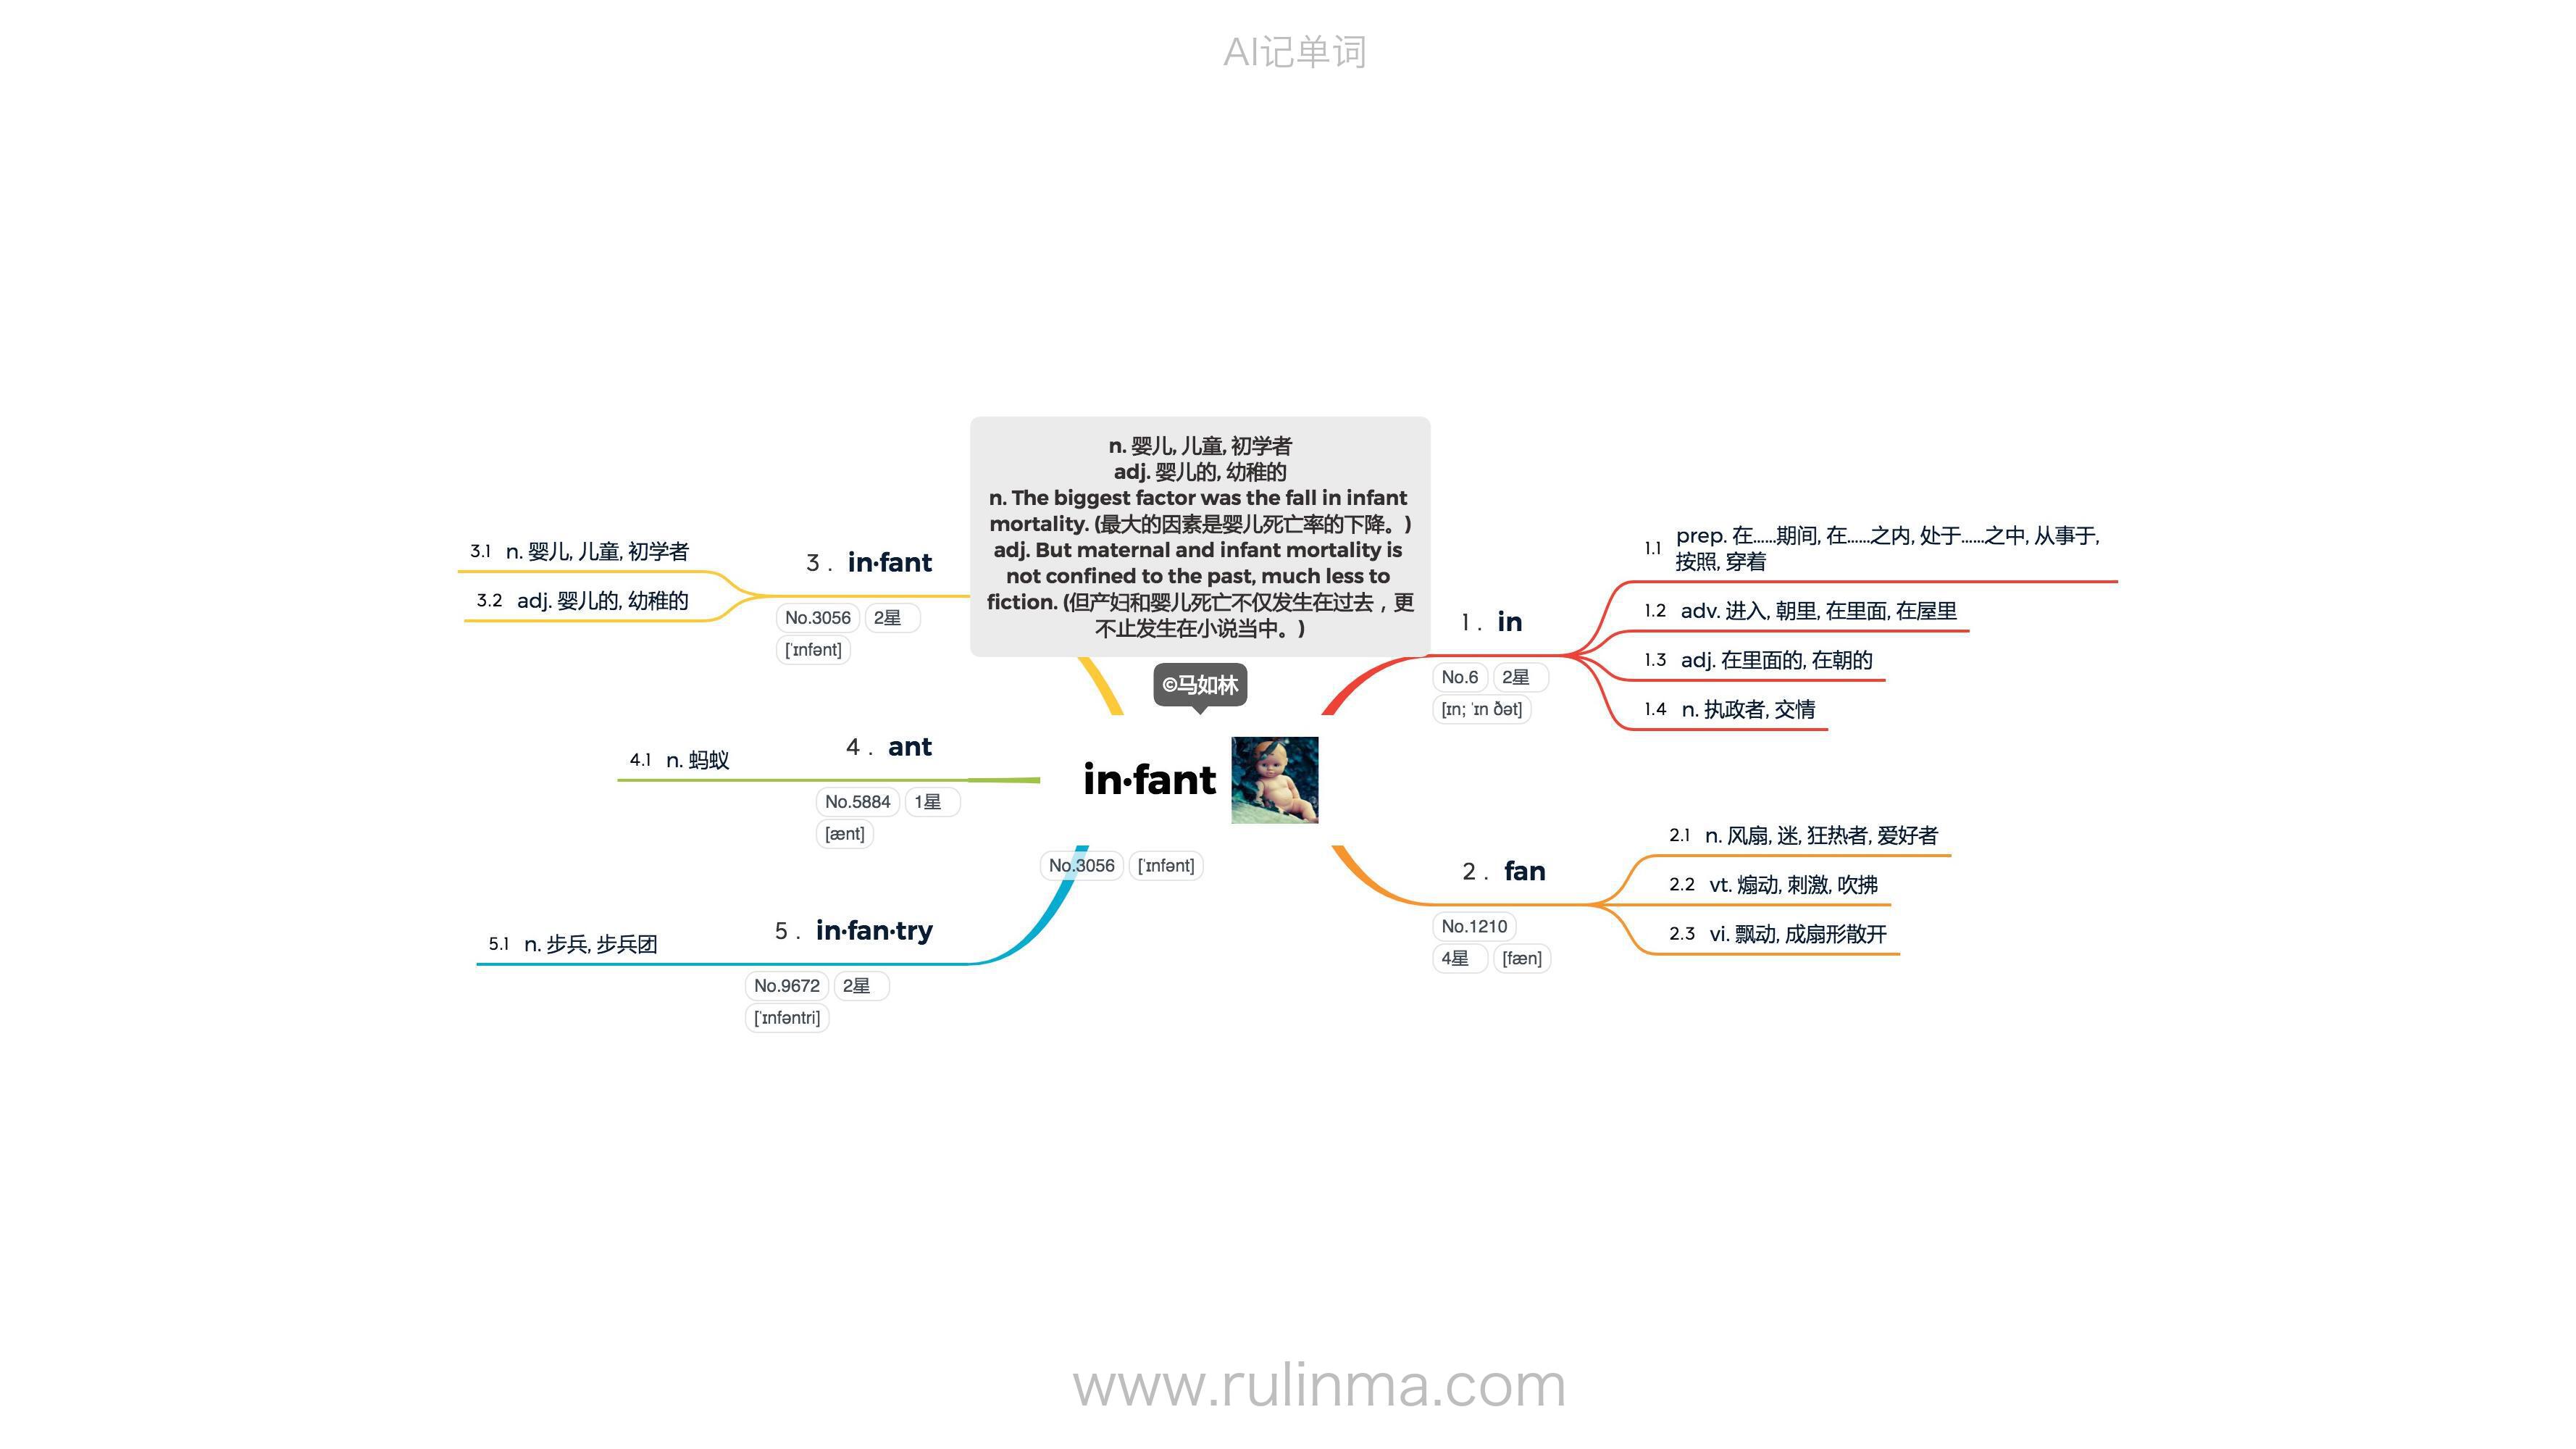 AI记单词
n. 婴儿, 儿童, 初学者
adj. 婴儿的, 幼稚的
n. The biggest factor was the fall in infant
mortality. (最大的因素是婴儿死亡率的下降。)
adj. But maternal and infant mortality is
not confined to the past, much less to
fiction. (但产妇和婴儿死亡不仅发生在过去，更
不止发生在小说当中。)
©马如林
in·fant
No.3056 [ˈɪnfənt]
1. in
No.6 2星
[ɪn; ˈɪn ðət]
1.1 prep. 在……期间, 在……之内, 处于……之中, 从事于,
按照, 穿着
1.2 adv. 进入, 朝里, 在里面, 在屋里
1.3 adj. 在里面的, 在朝的
1.4 n. 执政者, 交情
2. fan
No.1210
4星 [fæn]
2.1 n. 风扇, 迷, 狂热者, 爱好者
2.2 vt. 煽动, 刺激, 吹拂
2.3 vi. 飘动, 成扇形散开
3. in·fant
No.3056 2星
[ˈɪnfənt]
3.1 n. 婴儿, 儿童, 初学者
3.2 adj. 婴儿的, 幼稚的
4. ant
No.5884 1星
[ænt]
4.1 n. 蚂蚁
5. in·fan·try
No.9672 2星
[ˈɪnfəntri]
5.1 n. 步兵, 步兵团
www.rulinma.com